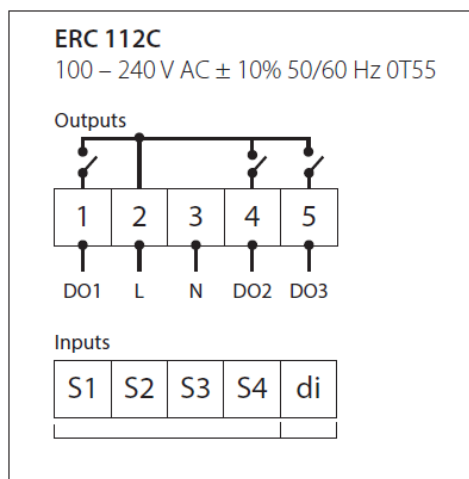 ERC 112C
100 – 240 V AC ± 10% 50/60 Hz 0T55
Outputs
1 2 3 4 5
DO1 L N DO2 DO3
Inputs
S1 S2 S3 S4 di